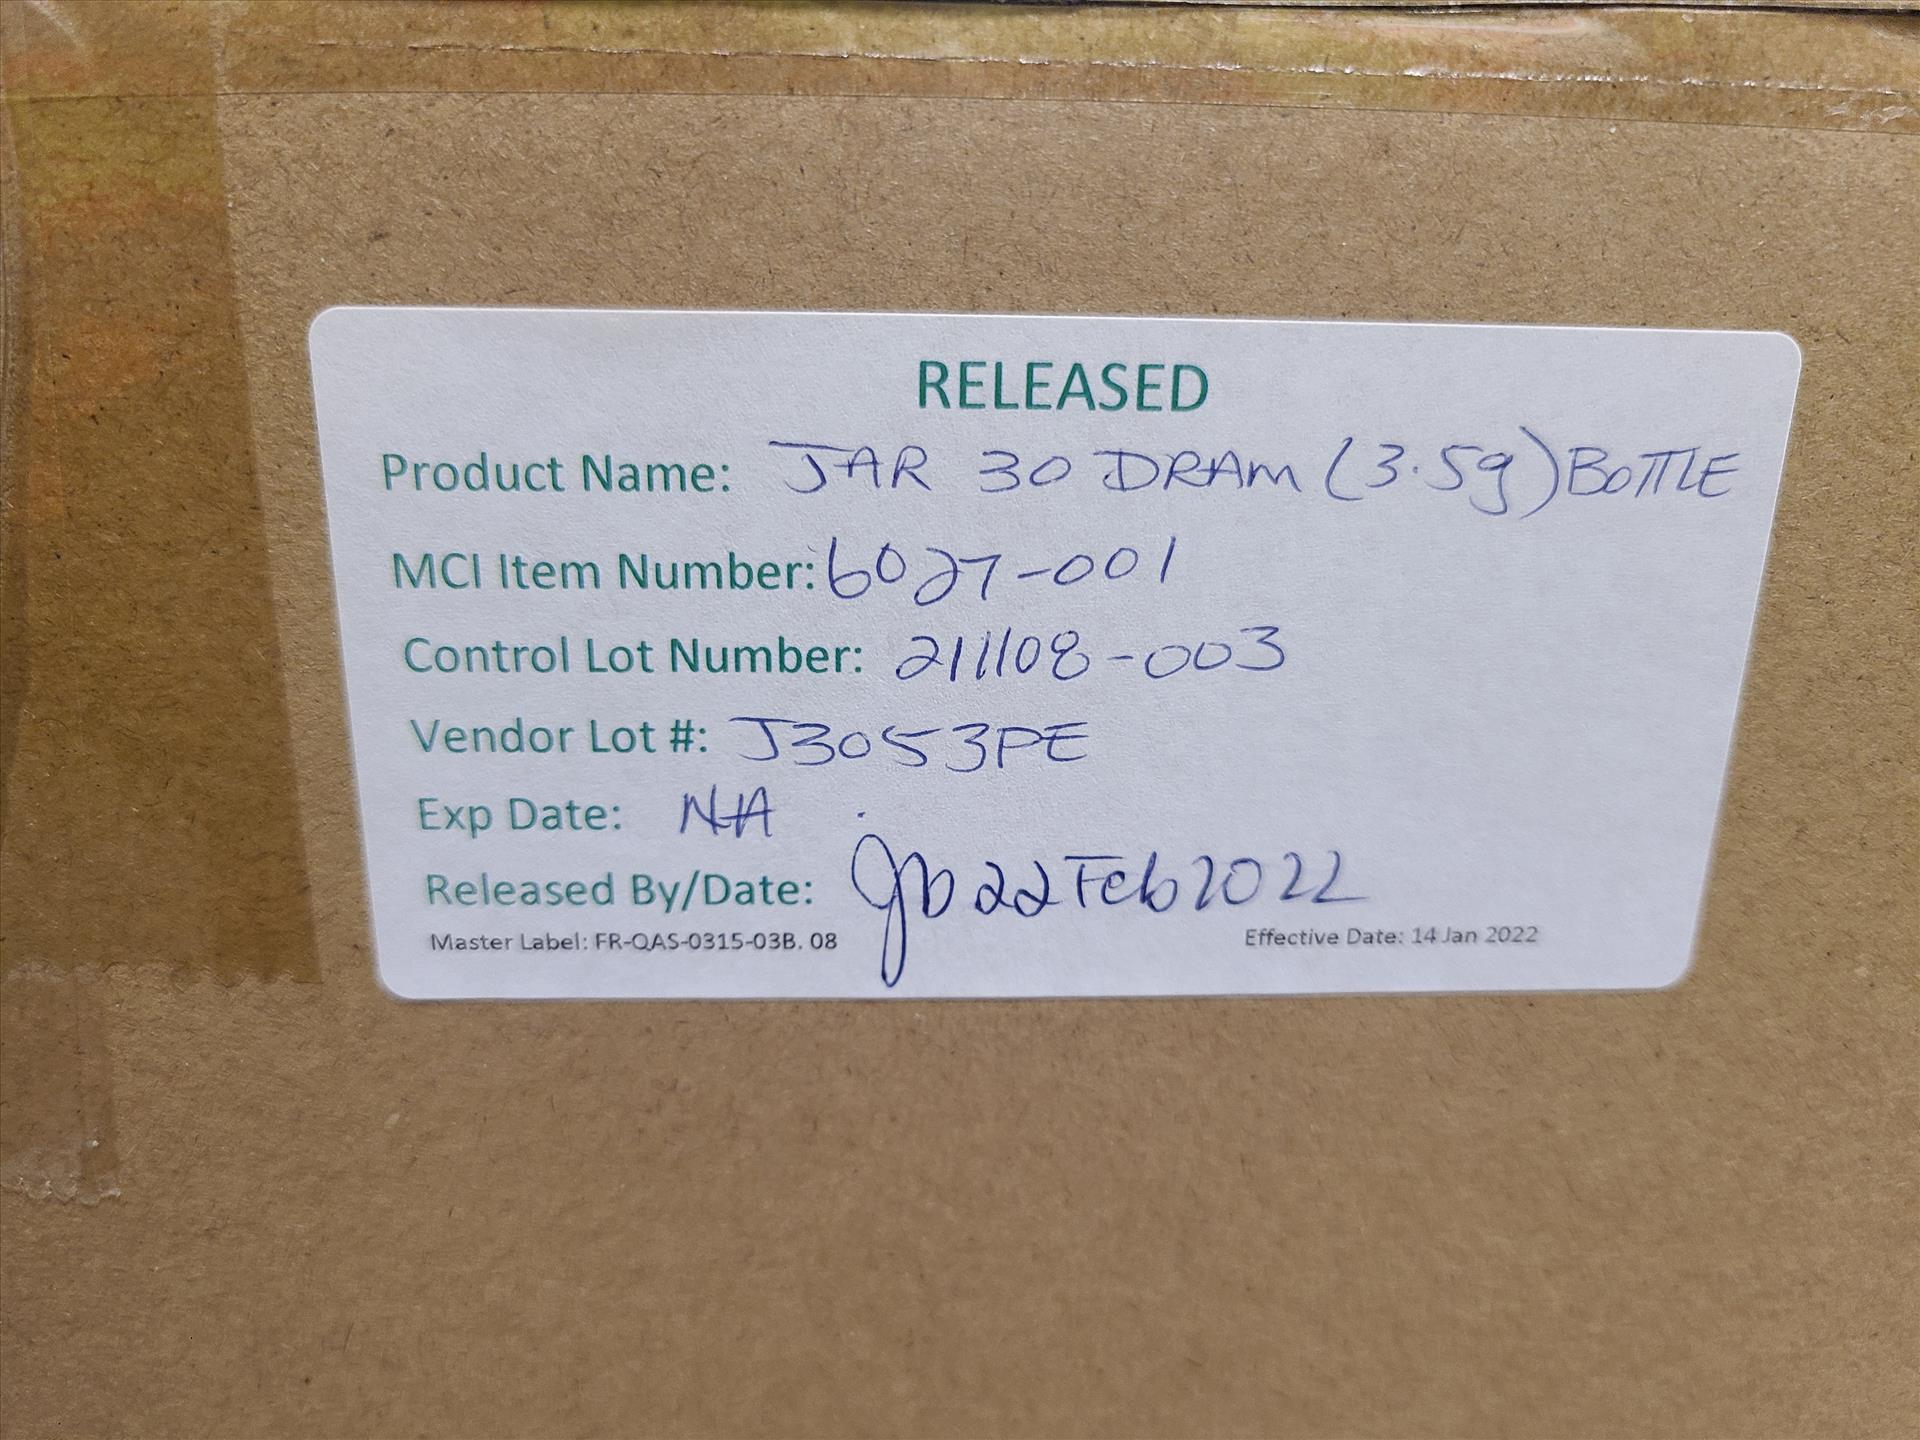 RELEASED
Product Name: JAR 30 DRAM (3.5g) BOTTLE
MCI Item Number: 6027-001
Control Lot Number: 211108-003
Vendor Lot #: J3053PE
Exp Date: NA
Released By/Date: 22Feb2022
Master Label: FR-QAS-0315-03B. 08 Effective Date: 14 Jan 2022